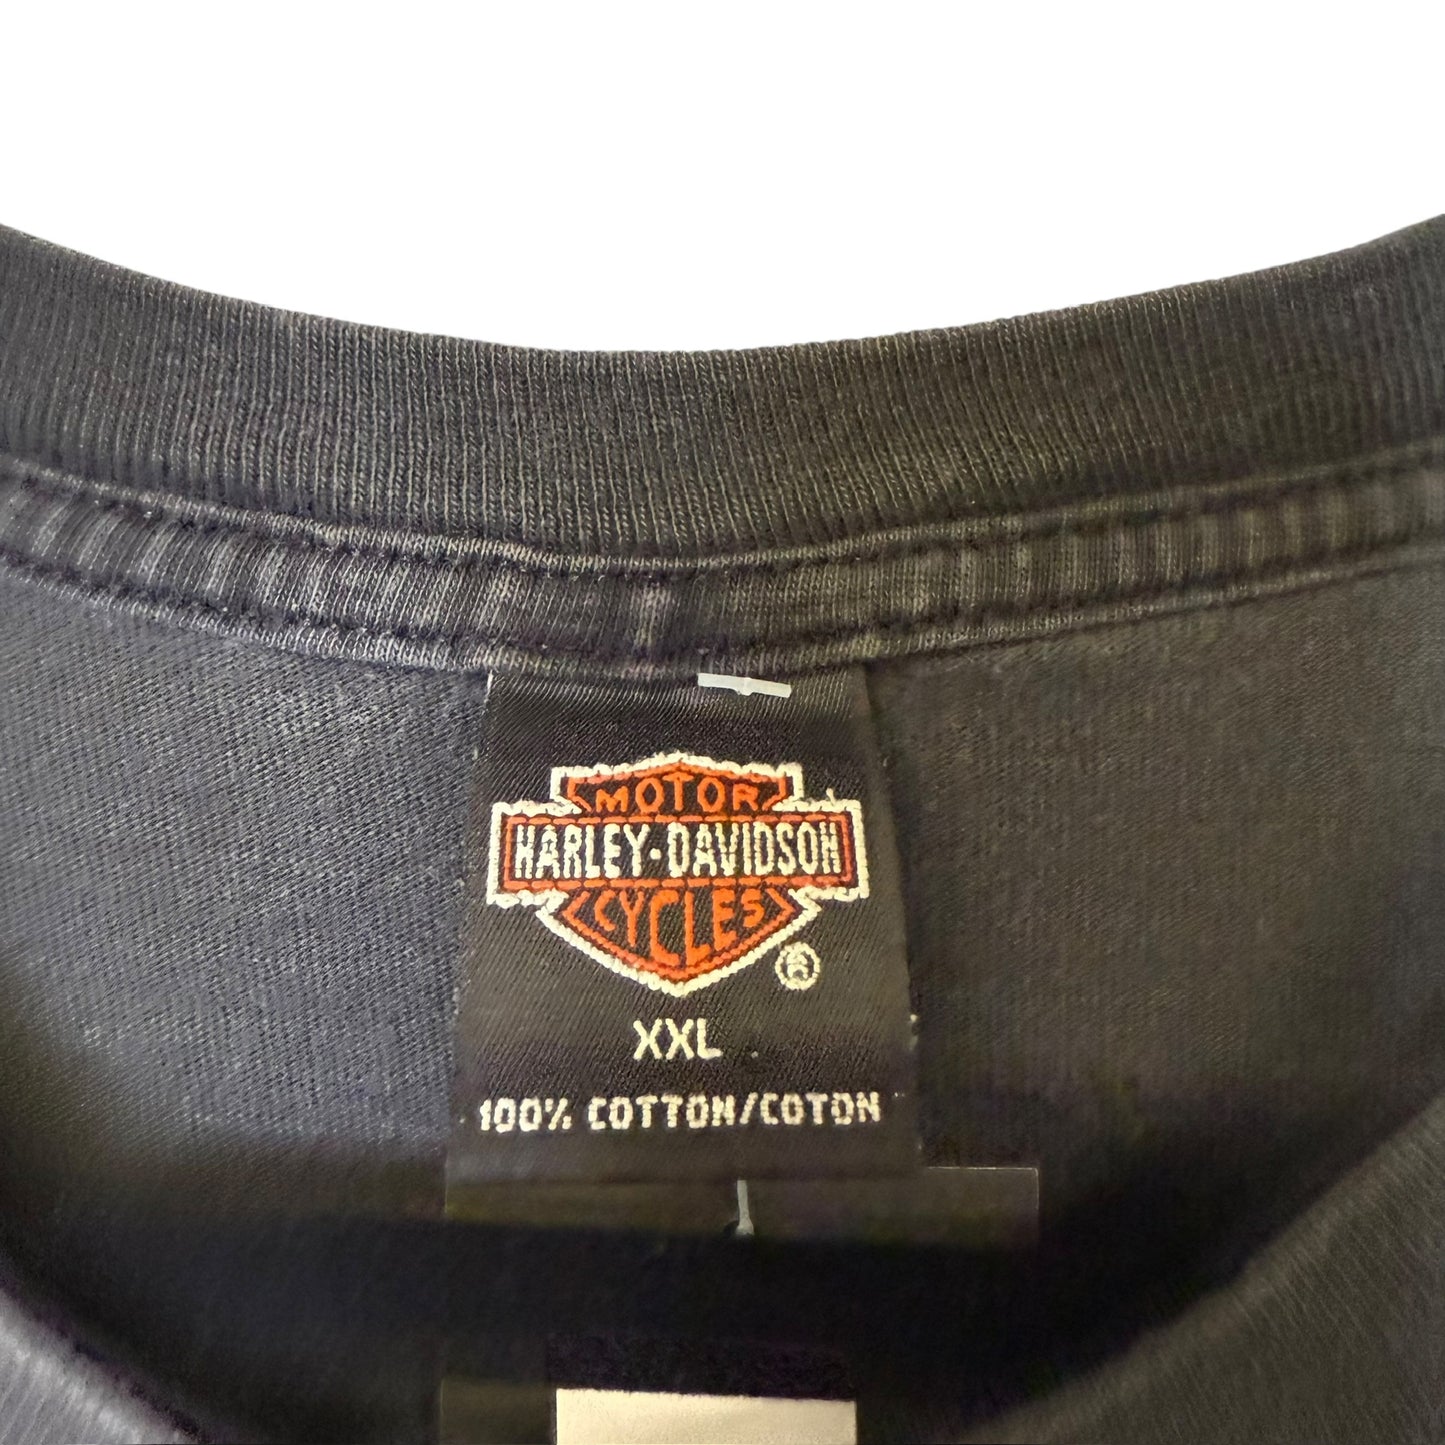 MOTOR
HARLEY-DAVIDSON
CYCLES
®
XXL
100% COTTON/COTON